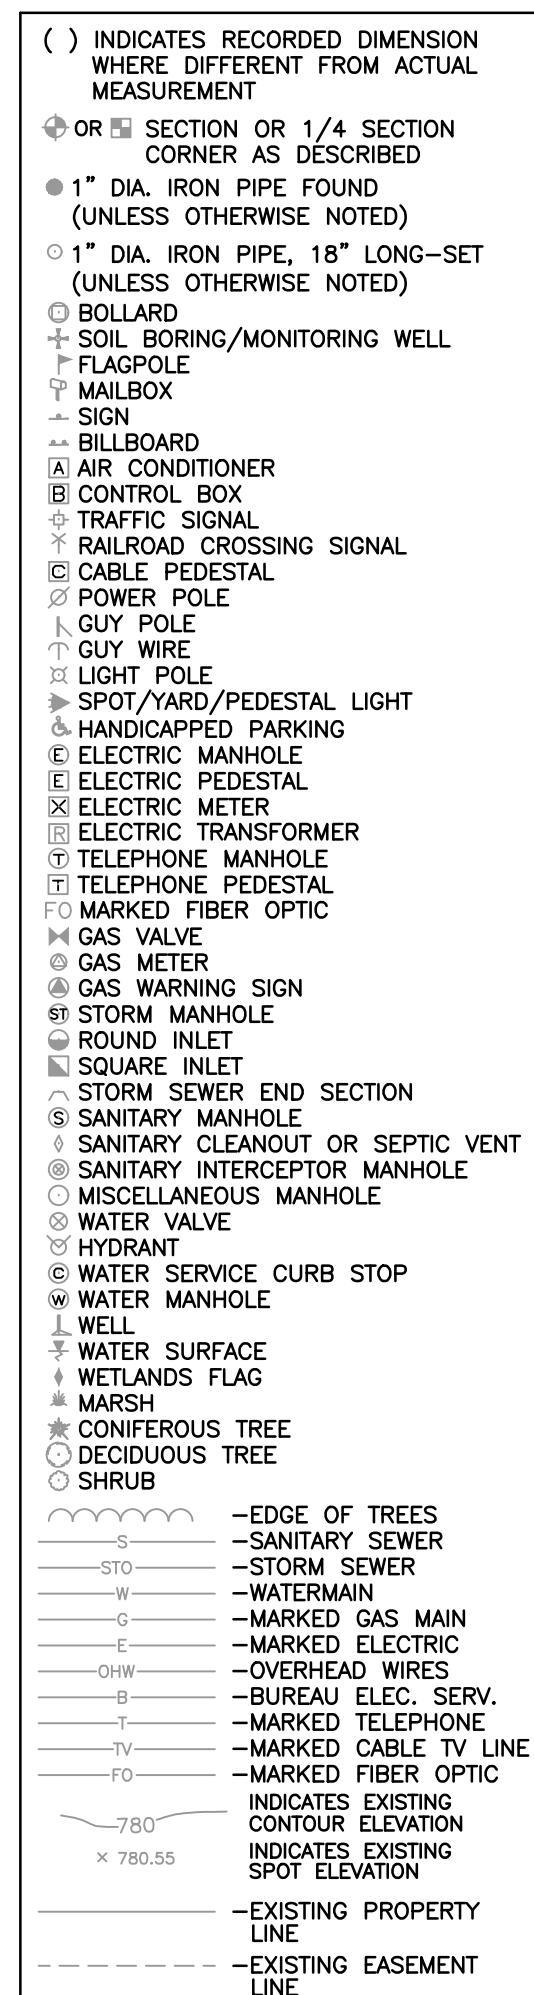 ( ) INDICATES RECORDED DIMENSION
WHERE DIFFERENT FROM ACTUAL
MEASUREMENT
OR SECTION OR 1/4 SECTION
CORNER AS DESCRIBED
1" DIA. IRON PIPE FOUND
(UNLESS OTHERWISE NOTED)
1" DIA. IRON PIPE, 18" LONG-SET
(UNLESS OTHERWISE NOTED)
BOLLARD
SOIL BORING/MONITORING WELL
FLAGPOLE
MAILBOX
SIGN
BILLBOARD
A AIR CONDITIONER
B CONTROL BOX
TRAFFIC SIGNAL
RAILROAD CROSSING SIGNAL
C CABLE PEDESTAL
POWER POLE
GUY POLE
GUY WIRE
LIGHT POLE
SPOT/YARD/PEDESTAL LIGHT
HANDICAPPED PARKING
E ELECTRIC MANHOLE
E ELECTRIC PEDESTAL
X ELECTRIC METER
R ELECTRIC TRANSFORMER
T TELEPHONE MANHOLE
T TELEPHONE PEDESTAL
FO MARKED FIBER OPTIC
GAS VALVE
GAS METER
GAS WARNING SIGN
ST STORM MANHOLE
ROUND INLET
SQUARE INLET
STORM SEWER END SECTION
S SANITARY MANHOLE
SANITARY CLEANOUT OR SEPTIC VENT
SANITARY INTERCEPTOR MANHOLE
MISCELLANEOUS MANHOLE
WATER VALVE
HYDRANT
C WATER SERVICE CURB STOP
W WATER MANHOLE
WELL
WATER SURFACE
WETLANDS FLAG
MARSH
CONIFEROUS TREE
DECIDUOUS TREE
SHRUB
-EDGE OF TREES
S -SANITARY SEWER
STO -STORM SEWER
W -WATERMAIN
G -MARKED GAS MAIN
E -MARKED ELECTRIC
OHW -OVERHEAD WIRES
B -BUREAU ELEC. SERV.
T -MARKED TELEPHONE
TV -MARKED CABLE TV LINE
FO -MARKED FIBER OPTIC
INDICATES EXISTING
780 CONTOUR ELEVATION
× 780.55 INDICATES EXISTING
SPOT ELEVATION
-EXISTING PROPERTY
LINE
-EXISTING EASEMENT
LINE